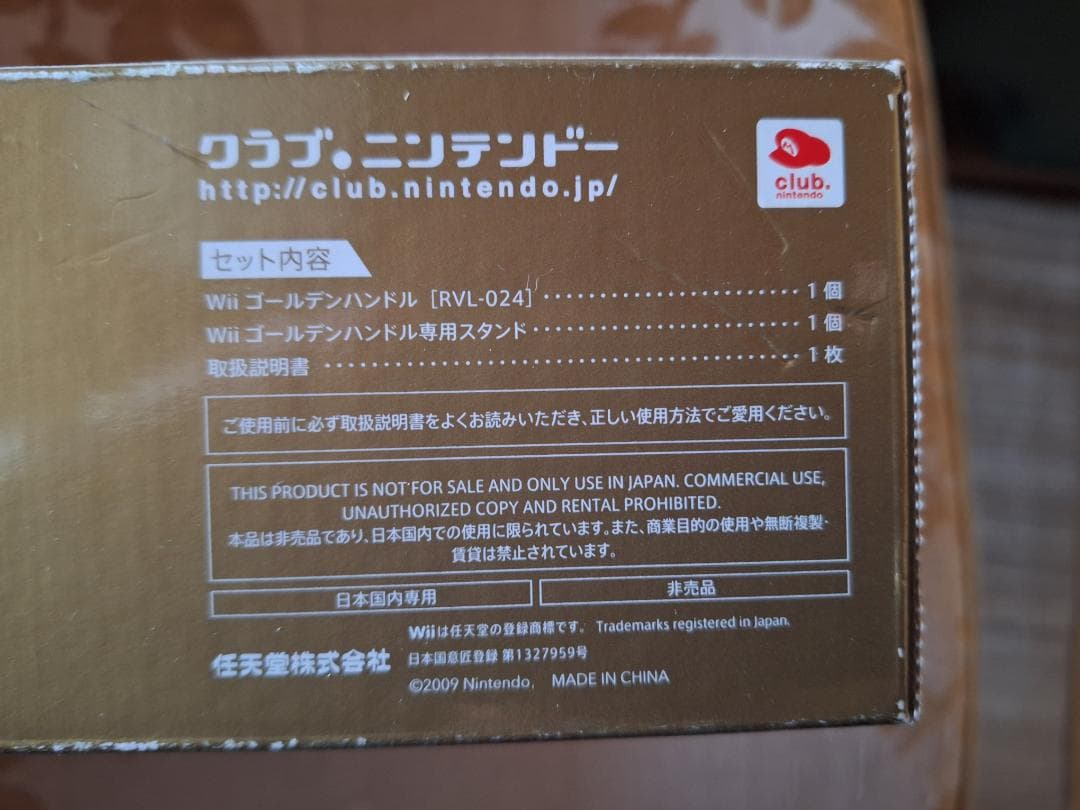 クラブ。ニンテンドー
http://club.nintendo.jp/
M
club.
nintendo
セット内容
Wii ゴールデンハンドル [RVL-024] ････････････････････････ 1個
Wii ゴールデンハンドル専用スタンド ････････････････････････ 1個
取扱説明書 ････････････････････････････････････････････ 1枚
ご使用前に必ず取扱説明書をよくお読みいただき、正しい使用方法でご愛用ください。
THIS PRODUCT IS NOT FOR SALE AND ONLY USE IN JAPAN. COMMERCIAL USE,
UNAUTHORIZED COPY AND RENTAL PROHIBITED.
本品は非売品であり、日本国内での使用に限られています。また、商業目的の使用や無断複製・
賃貸は禁止されています。
日本国内専用
非売品
Wiiは任天堂の登録商標です。 Trademarks registered in Japan.
任天堂株式会社
日本国意匠登録 第1327959号
©2009 Nintendo. MADE IN CHINA